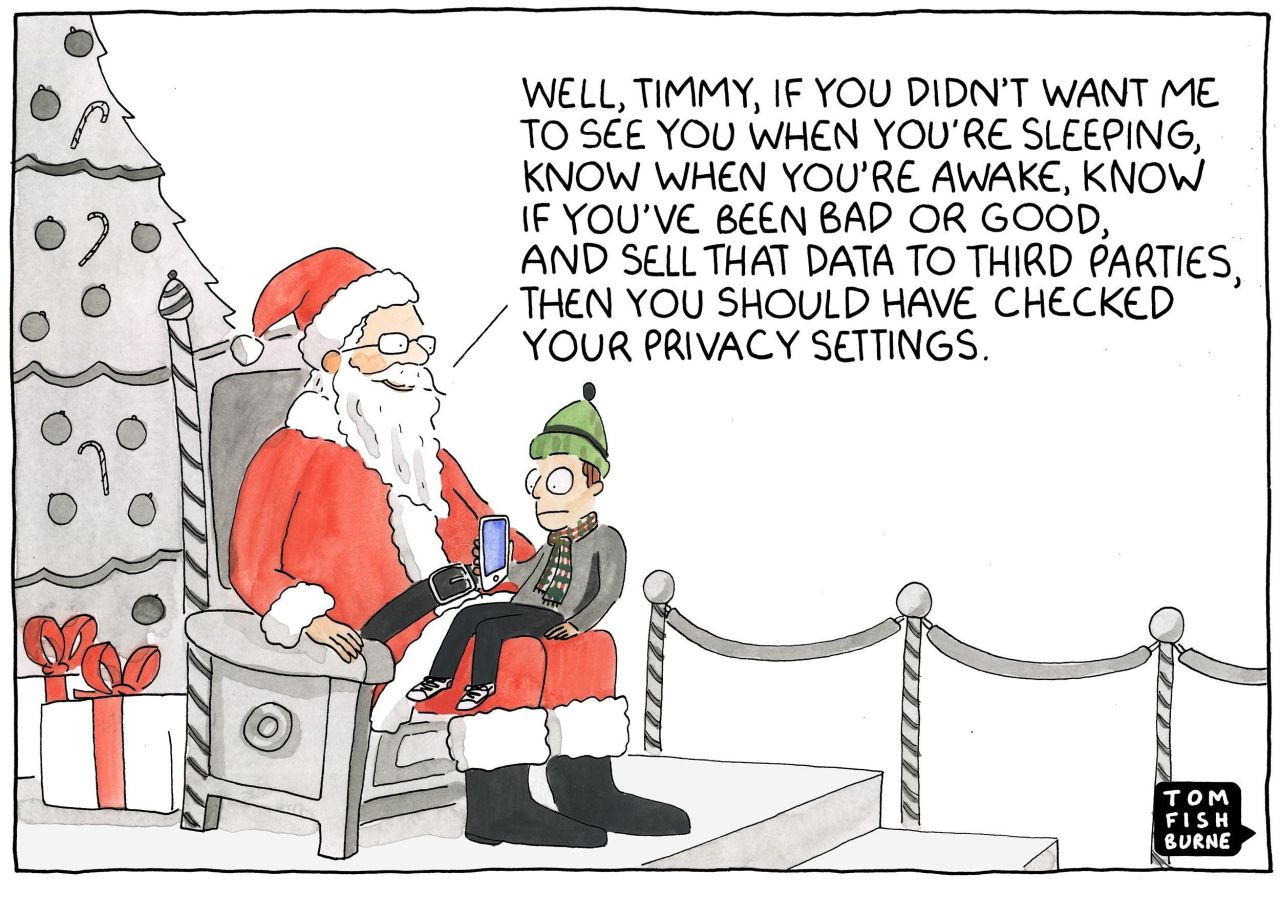 WELL, TIMMY, IF YOU DIDN'T WANT ME
TO SEE YOU WHEN YOU'RE SLEEPING,
KNOW WHEN YOU'RE AWAKE, KNOW
IF YOU'VE BEEN BAD OR GOOD,
AND SELL THAT DATA TO THIRD PARTIES,
THEN YOU SHOULD HAVE CHECKED
YOUR PRIVACY SETTINGS.
TOM
FISH
BURNE